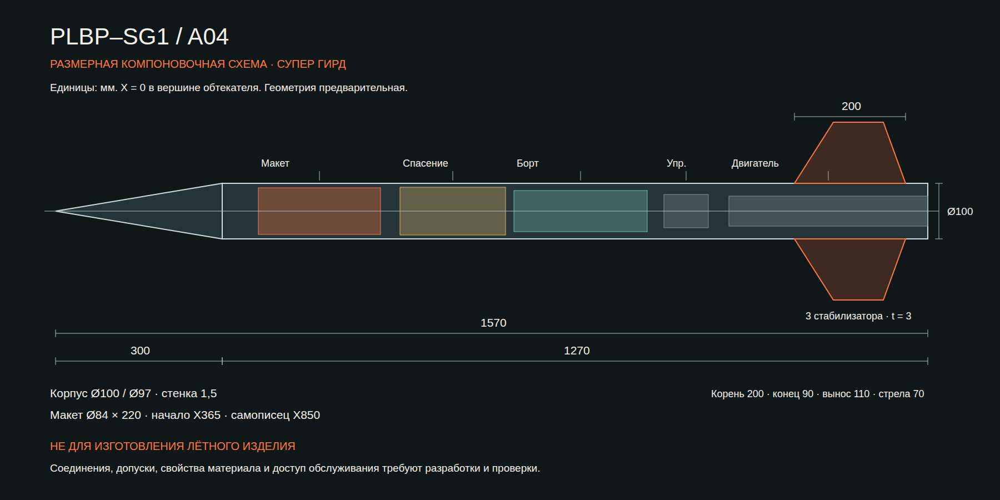 PLBP–SG1 / A04
РАЗМЕРНАЯ КОМПОНОВОЧНАЯ СХЕМА · СУПЕР ГИРД
Единицы: мм. X = 0 в вершине обтекателя. Геометрия предварительная.
200
Макет
Спасение
Борт
Упр.
Двигатель
Ø100
3 стабилизатора · t = 3
1570
300
1270
Корпус Ø100 / Ø97 · стенка 1,5
Корень 200 · конец 90 · вынос 110 · стрела 70
Макет Ø84 × 220 · начало X365 · самописец X850
НЕ ДЛЯ ИЗГОТОВЛЕНИЯ ЛЁТНОГО ИЗДЕЛИЯ
Соединения, допуски, свойства материала и доступ обслуживания требуют разработки и проверки.